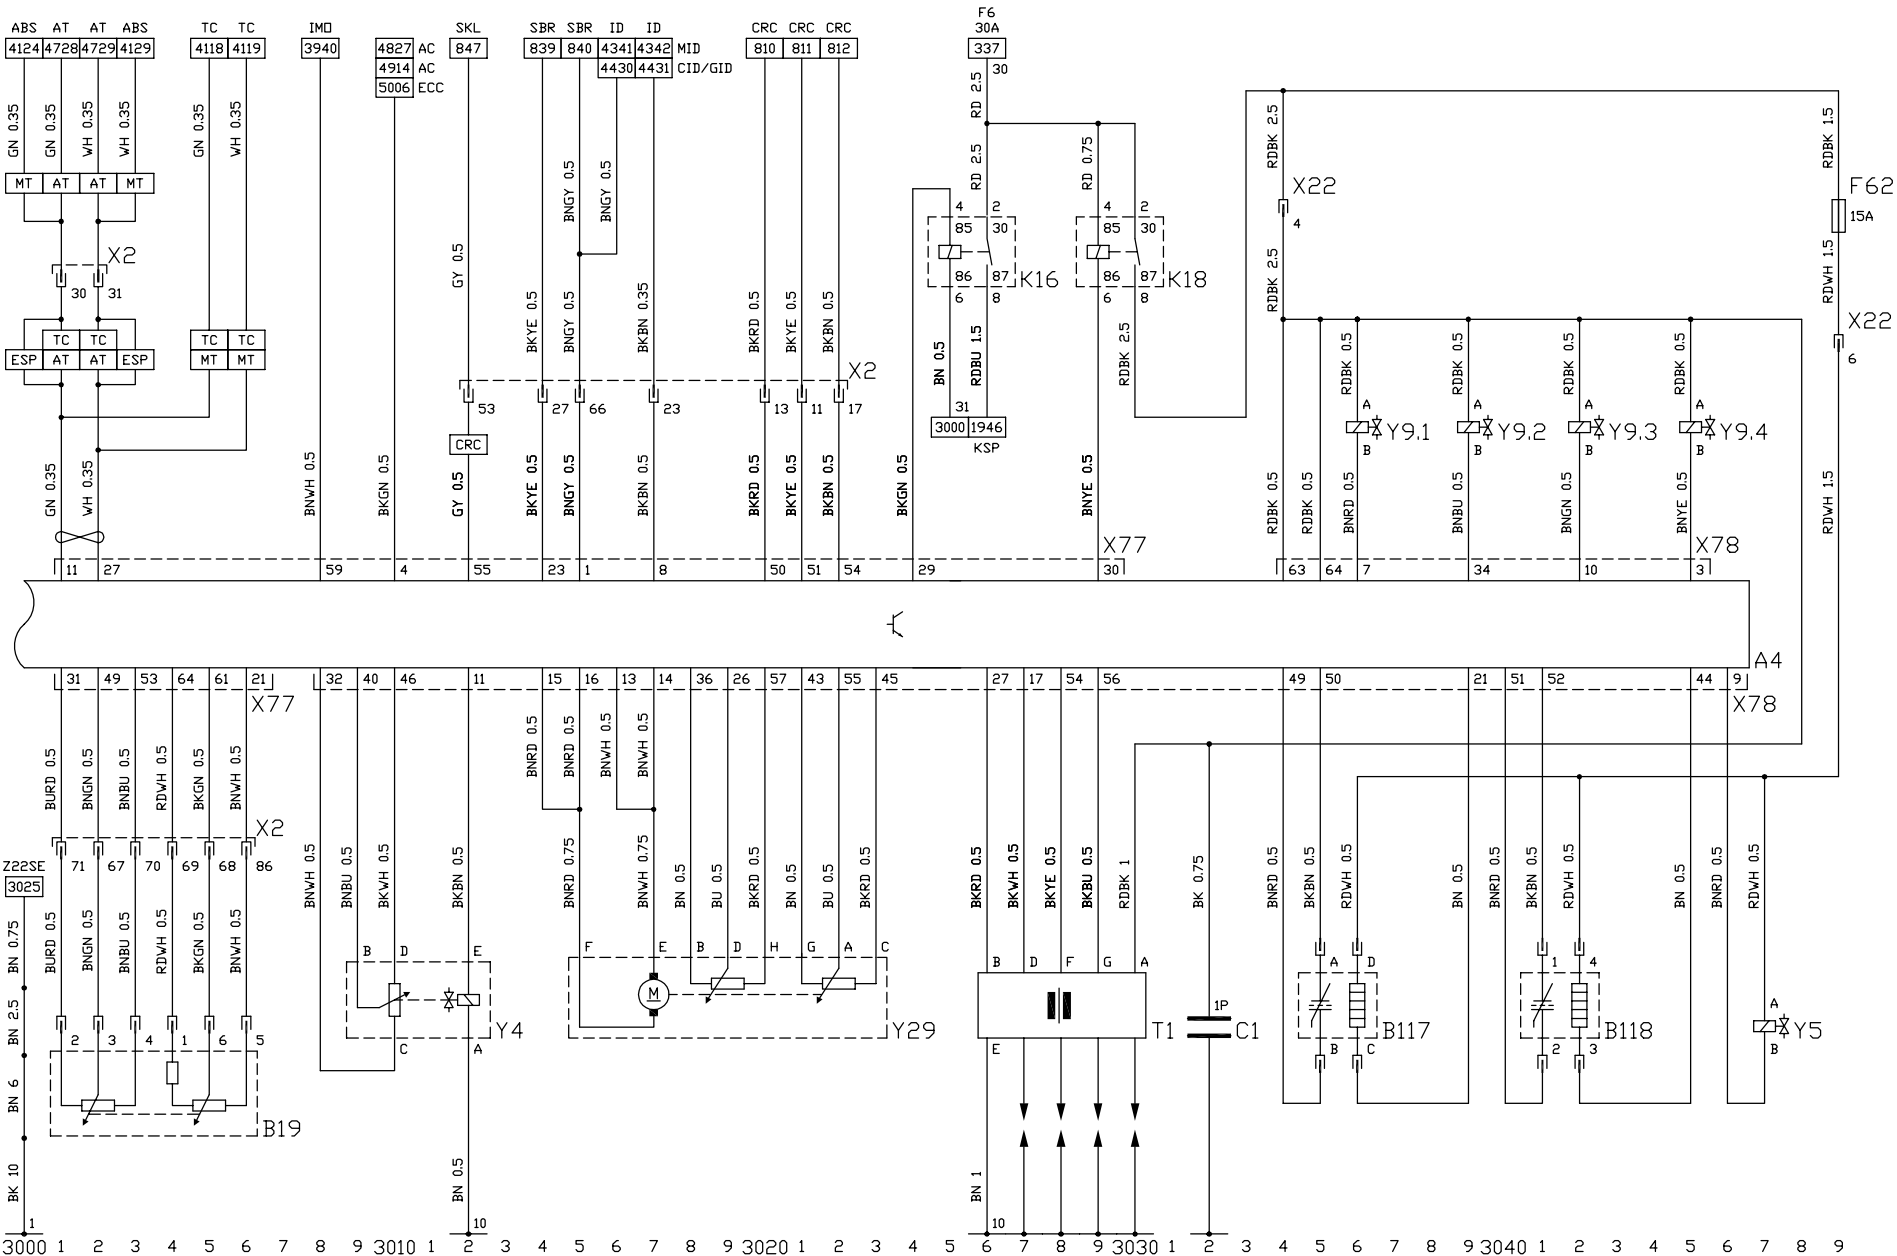 F6
ABS AT AT ABS TC TC IMO SKL SBR SBR ID ID CRC CRC CRC 30A
4124 4728 4729 4129 4118 4119 3940 4827 AC 847 839 840 4341 4342 MID 810 811 812 337
4914 AC 4430 4431 CID/GID 30
5006 ECC
GN 0.35 GN 0.35 WH 0.35 WH 0.35 GN 0.35 WH 0.35 RD 2.5 RDBK 2.5 RDBK 1.5
MT AT AT MT BNGY 0.5 BNGY 0.5 RD 2.5 RD 0.75 X22 F62
4 2 4 2 4 15A
85 30 85 30
X2 GY 0.5 86 87 K16 86 87 K18 RDBK 2.5 RDWH 1.5
30 31 6 8 6 8
BKYE 0.5 BNGY 0.5 BKBN 0.35 BKRD 0.5 BKYE 0.5 BKBN 0.5 X22
TC TC TC TC
ESP AT AT ESP MT MT BN 0.5 RDBU 1.5 RDBK 2.5 RDBK 0.5 RDBK 0.5 RDBK 0.5 RDBK 0.5 6
X2
53 27 66 23 13 11 17 31 A A A A
3000 1946 Y9.1 Y9.2 Y9.3 Y9.4
CRC KSP B B B B
GN 0.35 WH 0.35 BNWH 0.5 BKGN 0.5 GY 0.5 BKYE 0.5 BNGY 0.5 BKBN 0.5 BKRD 0.5 BKYE 0.5 BKBN 0.5 BKGN 0.5 BNYE 0.5 RDBK 0.5 RDBK 0.5 BNRD 0.5 BNBU 0.5 BNGN 0.5 BNYE 0.5 RDWH 1.5
X77 X78
11 27 59 4 55 23 1 8 50 51 54 29 30 63 64 7 34 10 3
A4
31 49 53 64 61 21 32 40 46 11 15 16 13 14 36 26 57 43 55 45 27 17 54 56 49 50 21 51 52 44 9
X77 X78
BURD 0.5 BNGN 0.5 BNBU 0.5 RDWH 0.5 BKGN 0.5 BNWH 0.5 BNRD 0.5 BNRD 0.5 BNWH 0.5 BNWH 0.5
X2
Z22SE 71 67 70 69 68 86
3025
BNWH 0.5 BNBU 0.5 BKWH 0.5 BKBN 0.5 BNRD 0.75 BNWH 0.75 BN 0.5 BU 0.5 BKRD 0.5 BN 0.5 BU 0.5 BKRD 0.5 BKRD 0.5 BKWH 0.5 BKYE 0.5 BKBU 0.5 RDBK 1 BK 0.75 BNRD 0.5 BKBN 0.5 RDWH 0.5 BN 0.5 BNRD 0.5 BKBN 0.5 RDWH 0.5 BN 0.5 BNRD 0.5 RDWH 0.5
BN 0.75 BURD 0.5 BNGN 0.5 BNBU 0.5 RDWH 0.5 BKGN 0.5 BNWH 0.5
B D E F E B D H G A C B D F G A A D 1 4
M
BN 2.5 1P A
2 3 4 1 6 5 Y4 Y29 T1 C1 B117 B118 Y5
C A E B C 2 3 B
BN 6
B19
BK 10 BN 0.5 BN 1
1 10 10
3000 1 2 3 4 5 6 7 8 9 3010 1 2 3 4 5 6 7 8 9 3020 1 2 3 4 5 6 7 8 9 3030 1 2 3 4 5 6 7 8 9 3040 1 2 3 4 5 6 7 8 9